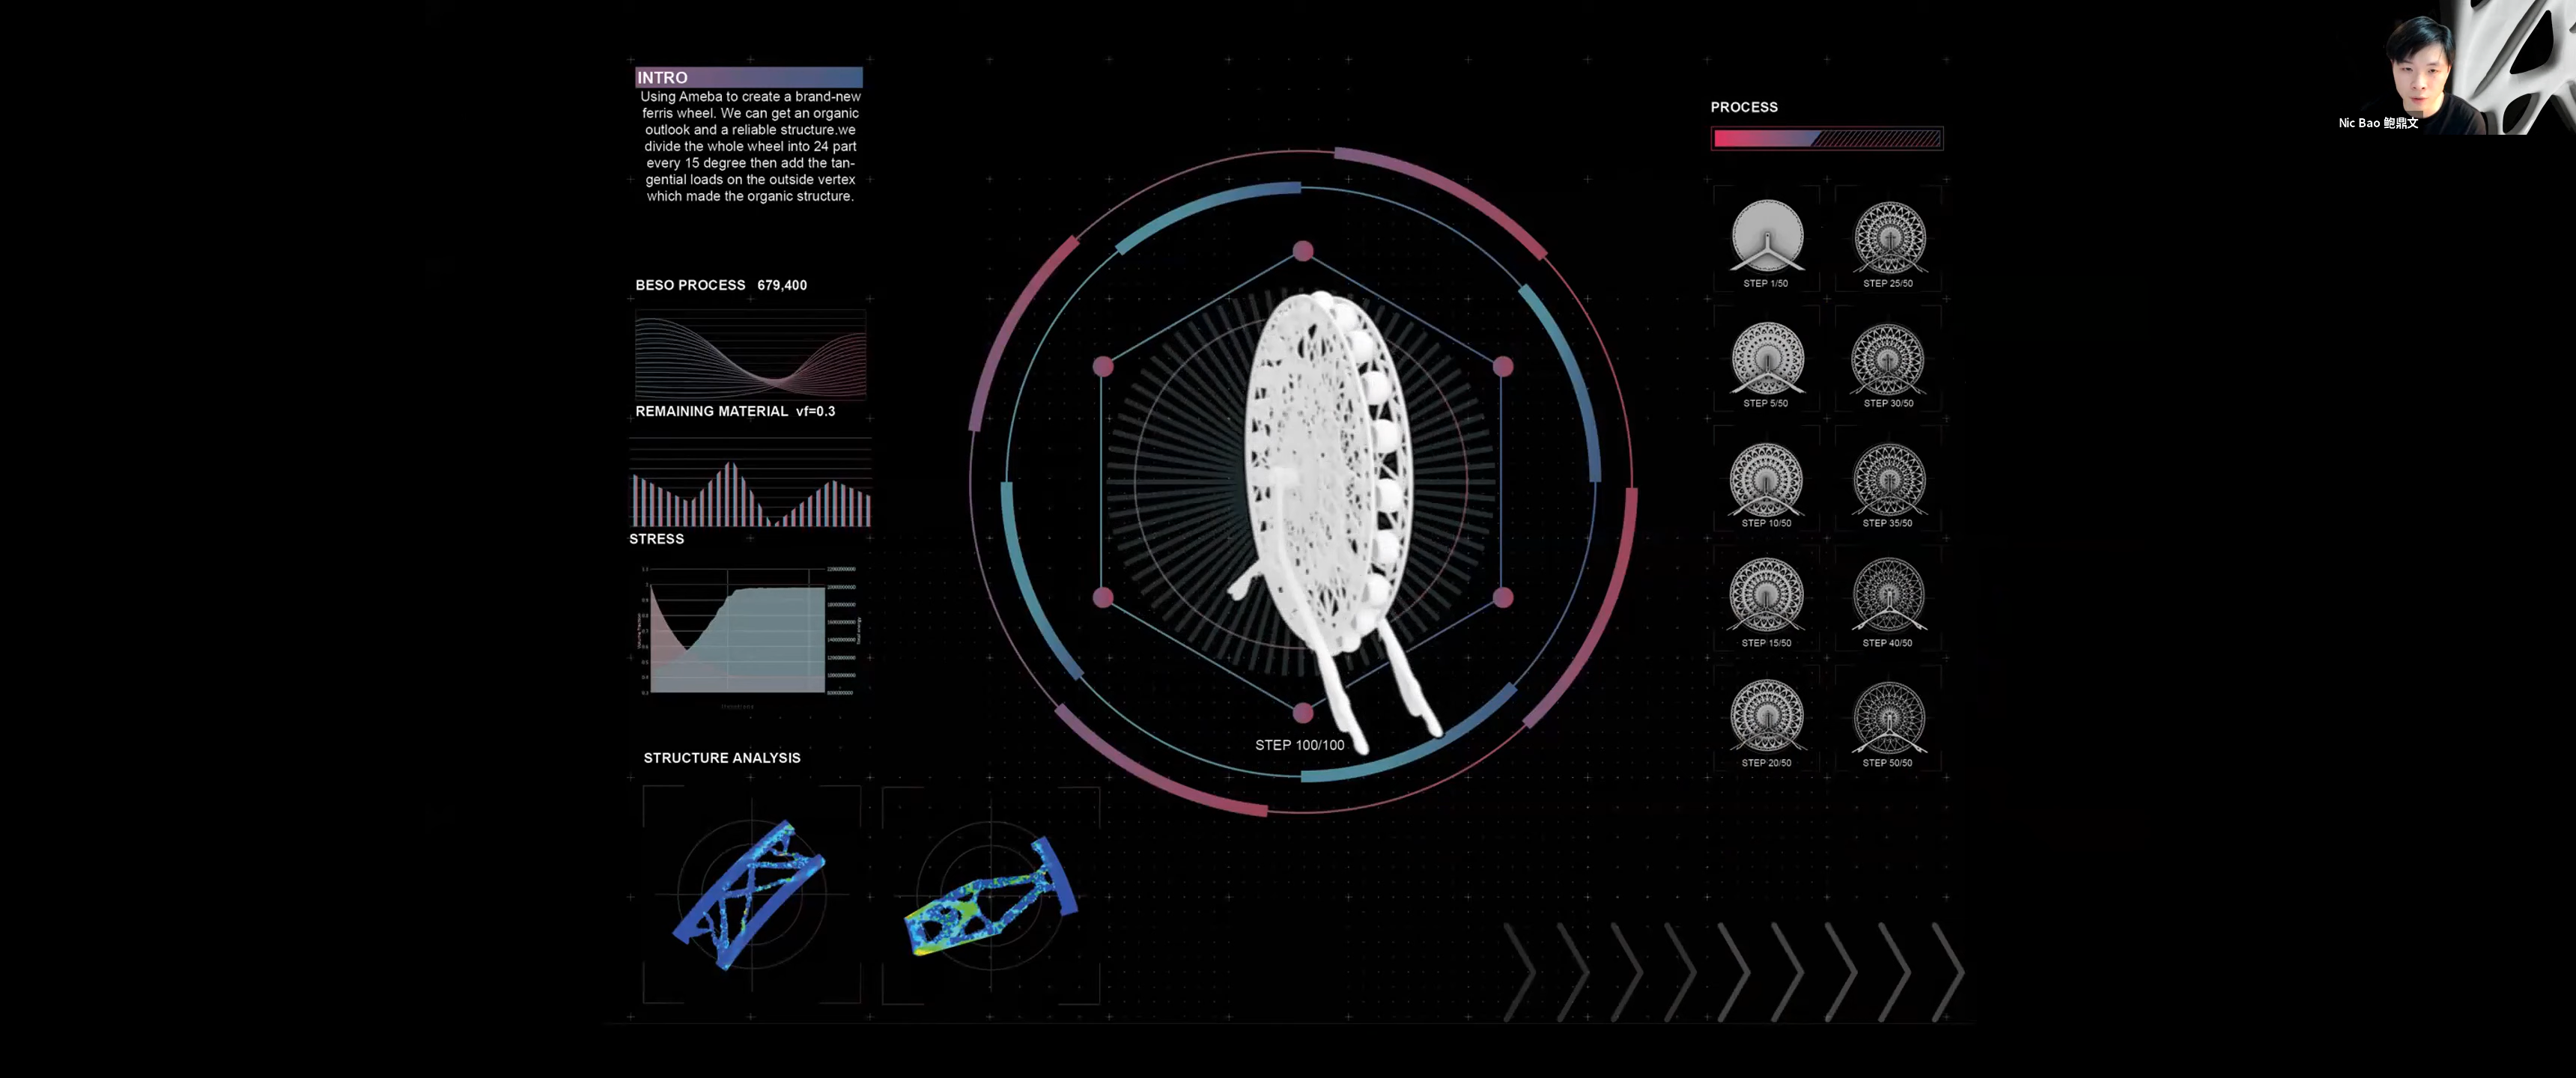 INTRO
Using Ameba to create a brand-new
ferris wheel. We can get an organic
outlook and a reliable structure.we
divide the whole wheel into 24 part
every 15 degree then add the tan-
gential loads on the outside vertex
which made the organic structure.
BESO PROCESS 679,400
REMAINING MATERIAL vf=0.3
STRESS
STRUCTURE ANALYSIS
STEP 100/100
PROCESS
STEP 1/50
STEP 25/50
STEP 5/50
STEP 30/50
STEP 10/50
STEP 35/50
STEP 15/50
STEP 40/50
STEP 20/50
STEP 50/50
Nic Bao 鲍鼎文